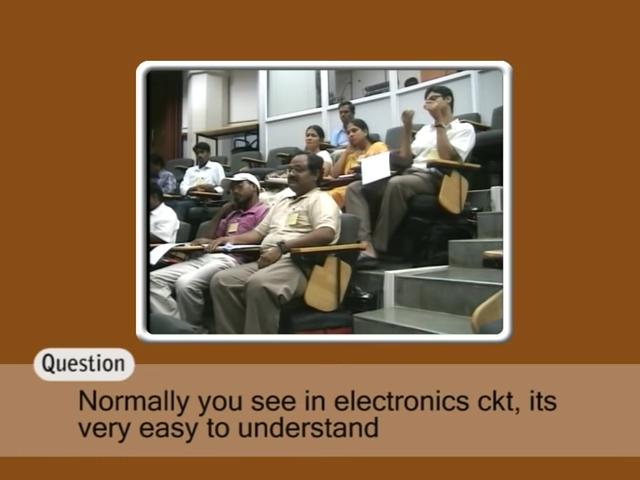 Question
Normally you see in electronics ckt, its
very easy to understand